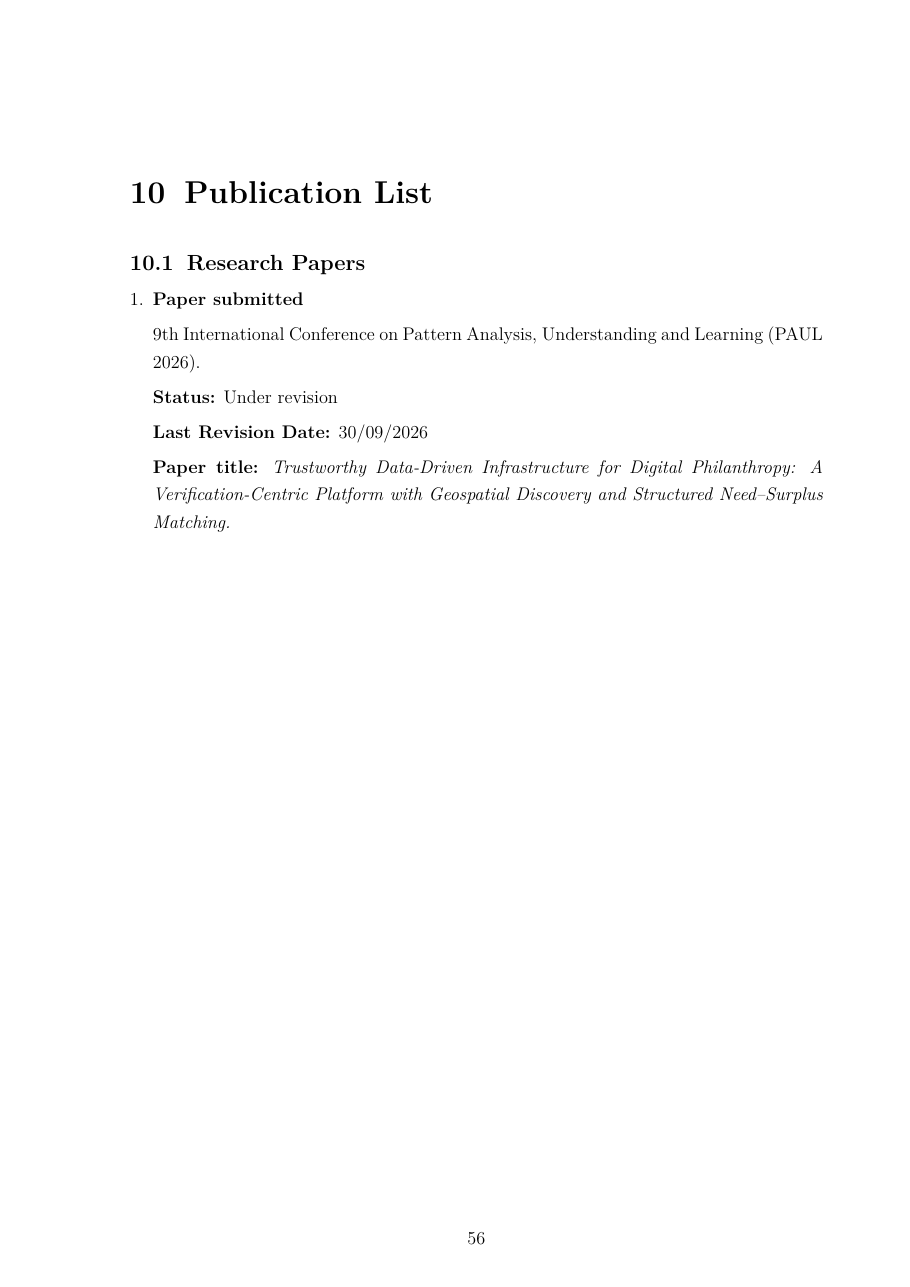 10 Publication List
10.1 Research Papers
1. Paper submitted
9th International Conference on Pattern Analysis, Understanding and Learning (PAUL
2026).
Status: Under revision
Last Revision Date: 30/09/2026
Paper title: Trustworthy Data-Driven Infrastructure for Digital Philanthropy: A
Verification-Centric Platform with Geospatial Discovery and Structured Need–Surplus
Matching.
56